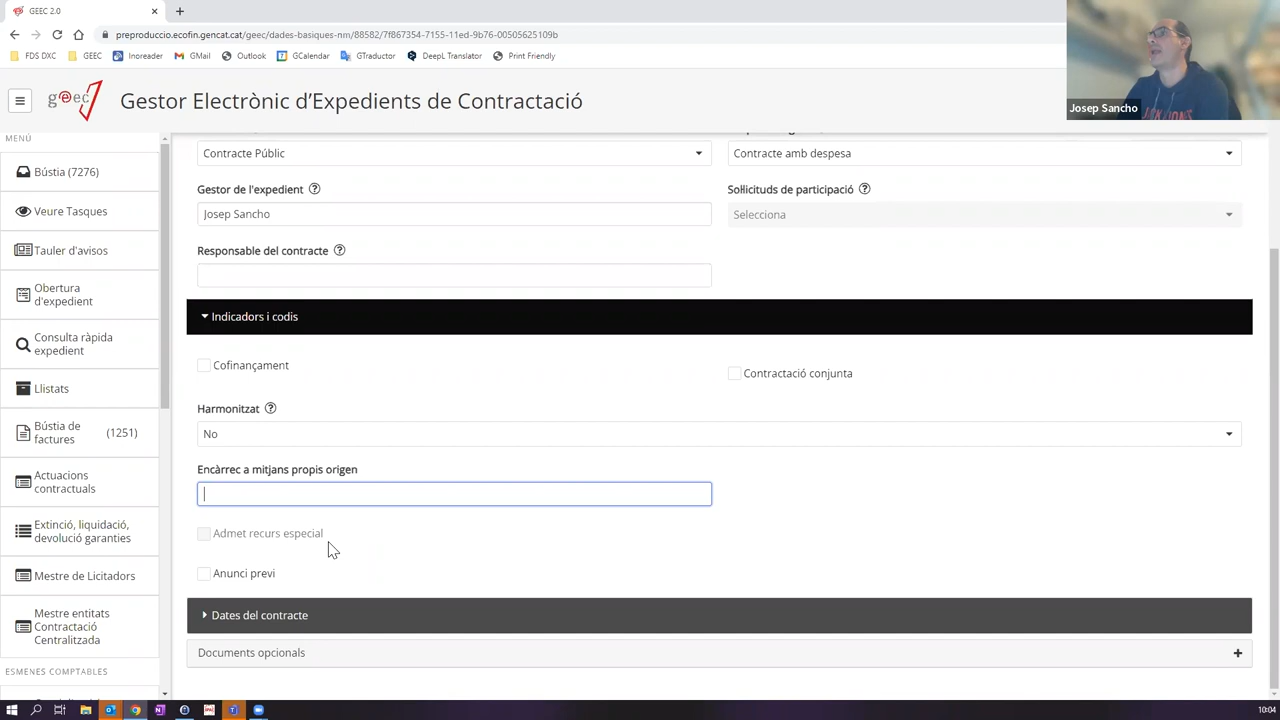 GEEC 2.0
preproduccio.ecofin.gencat.cat/geec/dades-basiques-nm/88582/7f867354-7155-11ed-9b76-00505625109b
FDS DXC GEEC Inoreader GMail Outlook GCalendar GTraductor DeepL Translator Print Friendly
geec Gestor Electrònic d'Expedients de Contractació
Josep Sancho
MENÚ
Bústia (7276)
Veure Tasques
Tauler d'avisos
Obertura
d'expedient
Consulta ràpida
expedient
Llistats
Bústia de
factures (1251)
Actuacions
contractuals
Extinció, liquidació,
devolució garanties
Mestre de Licitadors
Mestre entitats
Contractació
Centralitzada
ESMENES COMPTABLES
Contracte Públic Contracte amb despesa
Gestor de l'expedient Sol·licituds de participació
Josep Sancho Selecciona
Responsable del contracte
Indicadors i codis
Cofinançament Contractació conjunta
Harmonitzat
No
Encàrrec a mitjans propis origen
Admet recurs especial
Anunci previ
Dates del contracte
Documents opcionals
10:04